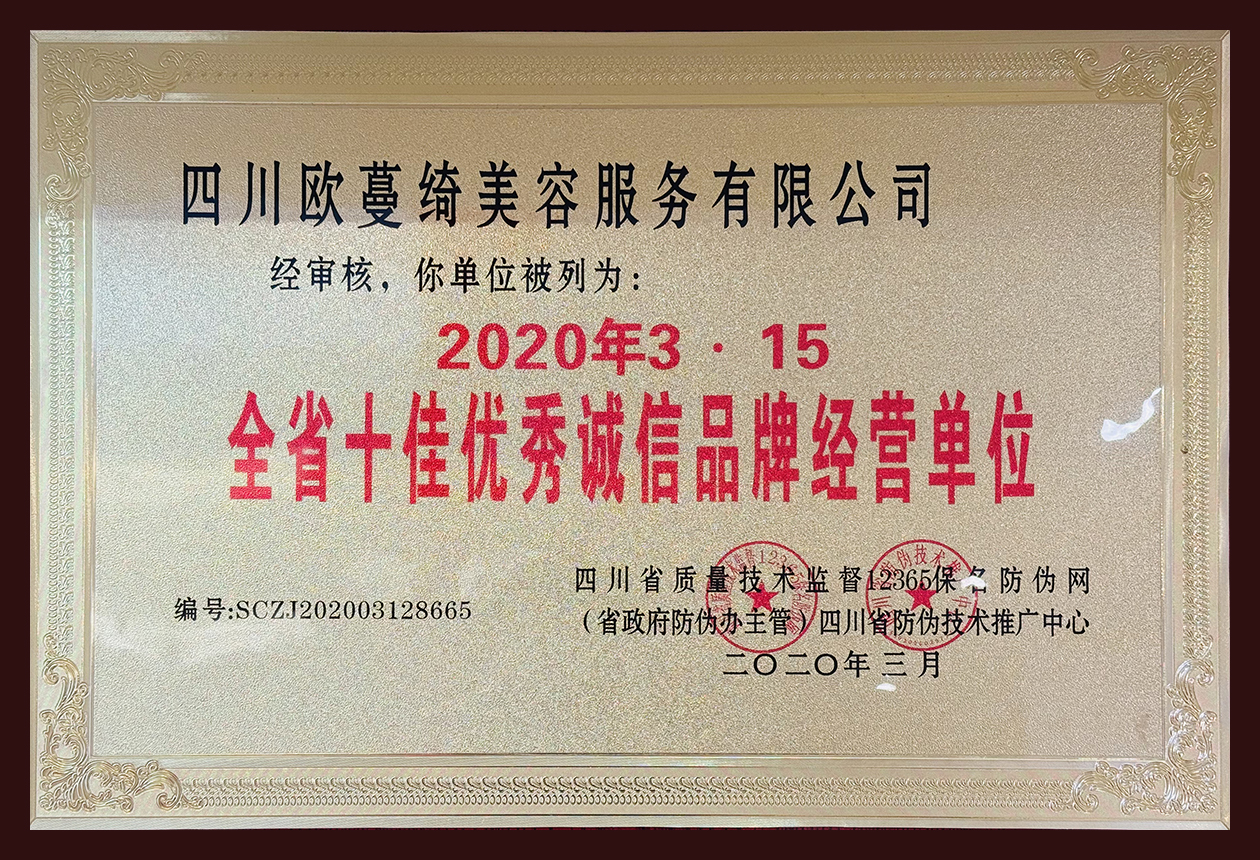 四川欧蔓绮美容服务有限公司
经审核，你单位被列为：
2020年3·15
全省十佳优秀诚信品牌经营单位
编号:SCZJ202003128665
四川省质量技术监督12365保名防伪网
（省政府防伪办主管）四川省防伪技术推广中心
二〇二〇年三月